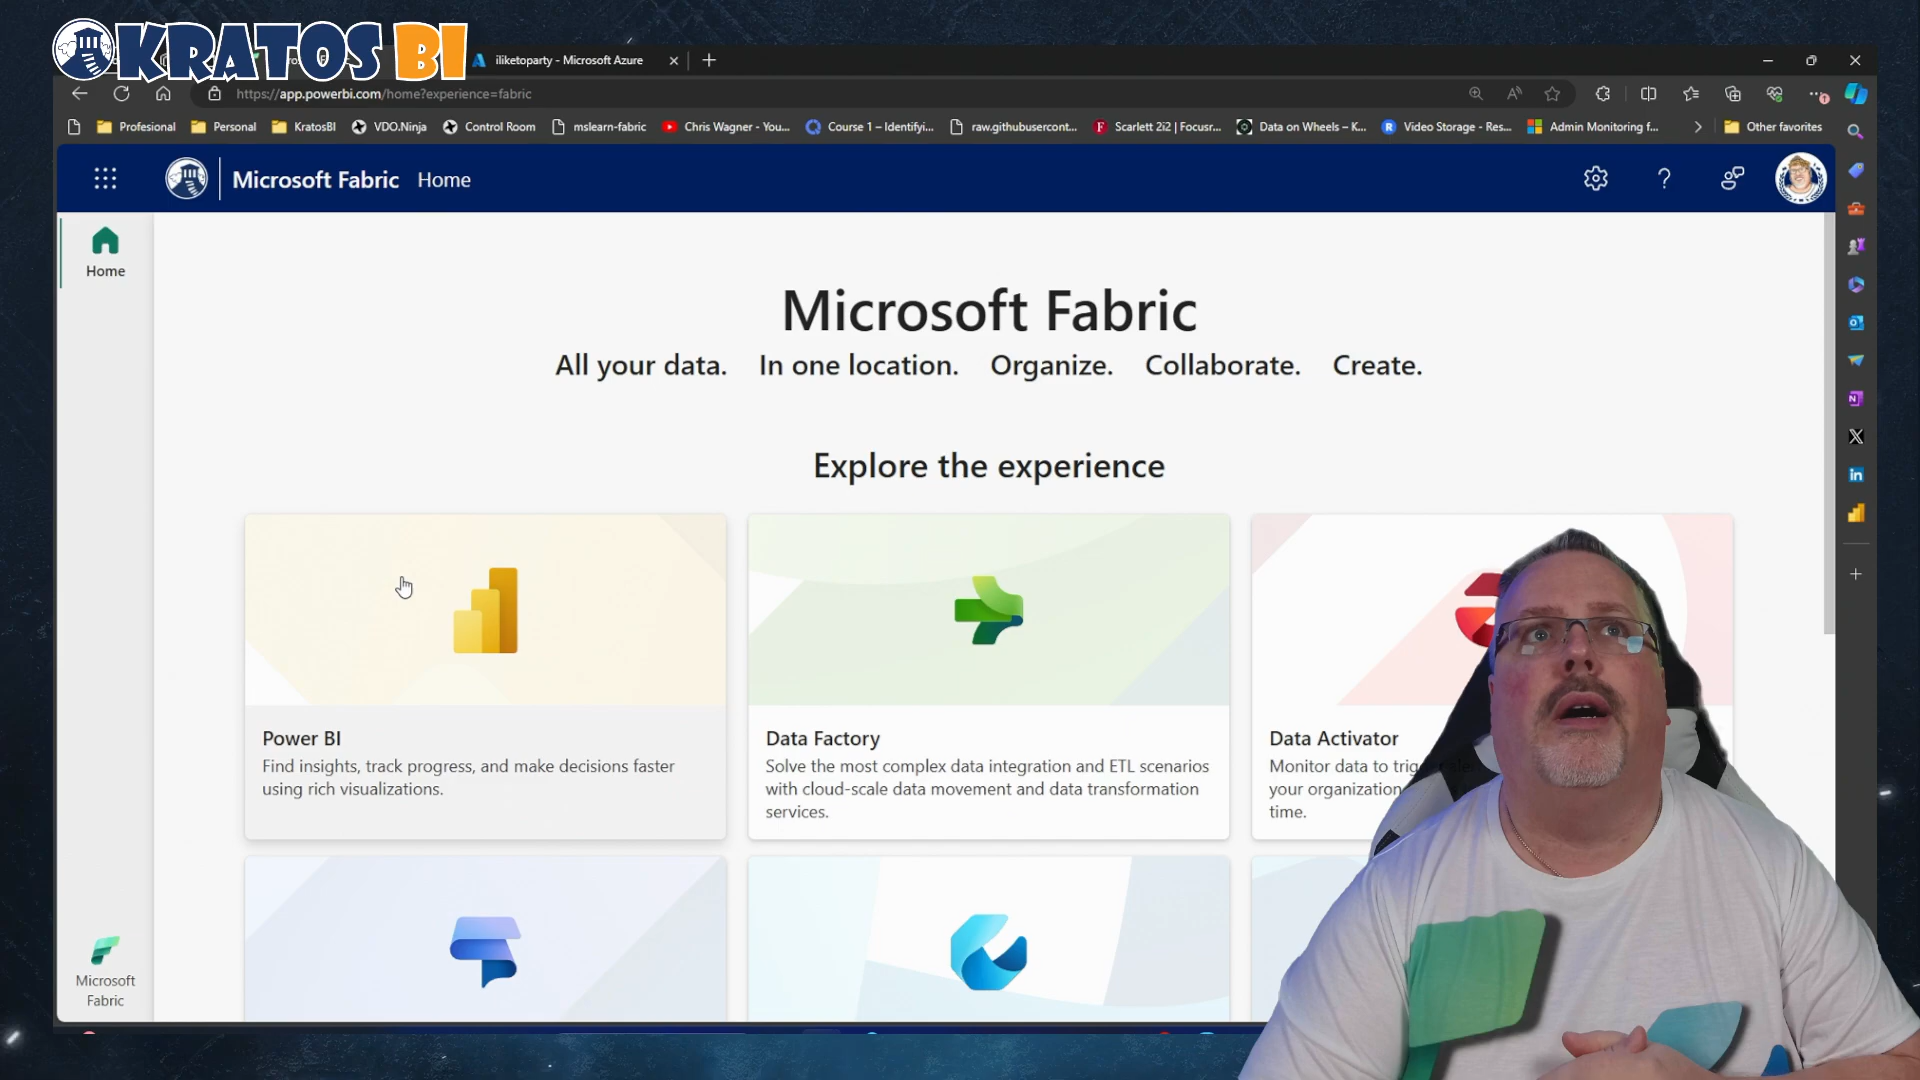 KRATOS BI
iliketoparty - Microsoft Azure
https://app.powerbi.com/home?experience=fabric
Profesional
Personal
KratosBI
VDO.Ninja
Control Room
mslearn-fabric
Chris Wagner - You...
Course 1 – Identifyi...
raw.githubusercont...
Scarlett 2i2 | Focusr...
Data on Wheels – K...
Video Storage - Res...
Admin Monitoring f...
Other favorites
Microsoft Fabric Home
Home
Microsoft Fabric
All your data. In one location. Organize. Collaborate. Create.
Explore the experience
Power BI
Find insights, track progress, and make decisions faster
using rich visualizations.
Data Factory
Solve the most complex data integration and ETL scenarios
with cloud-scale data movement and data transformation
services.
Data Activator
Monitor data to
your organization
time.
Microsoft
Fabric